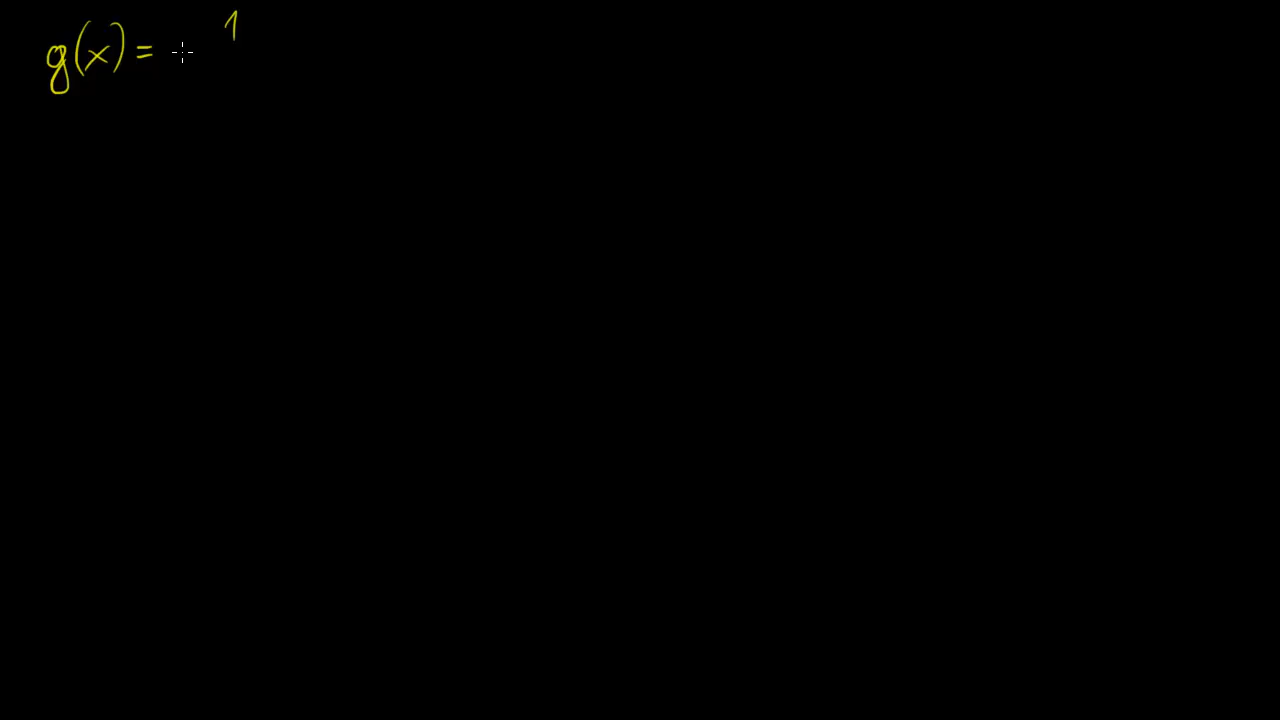 g(x) = 1